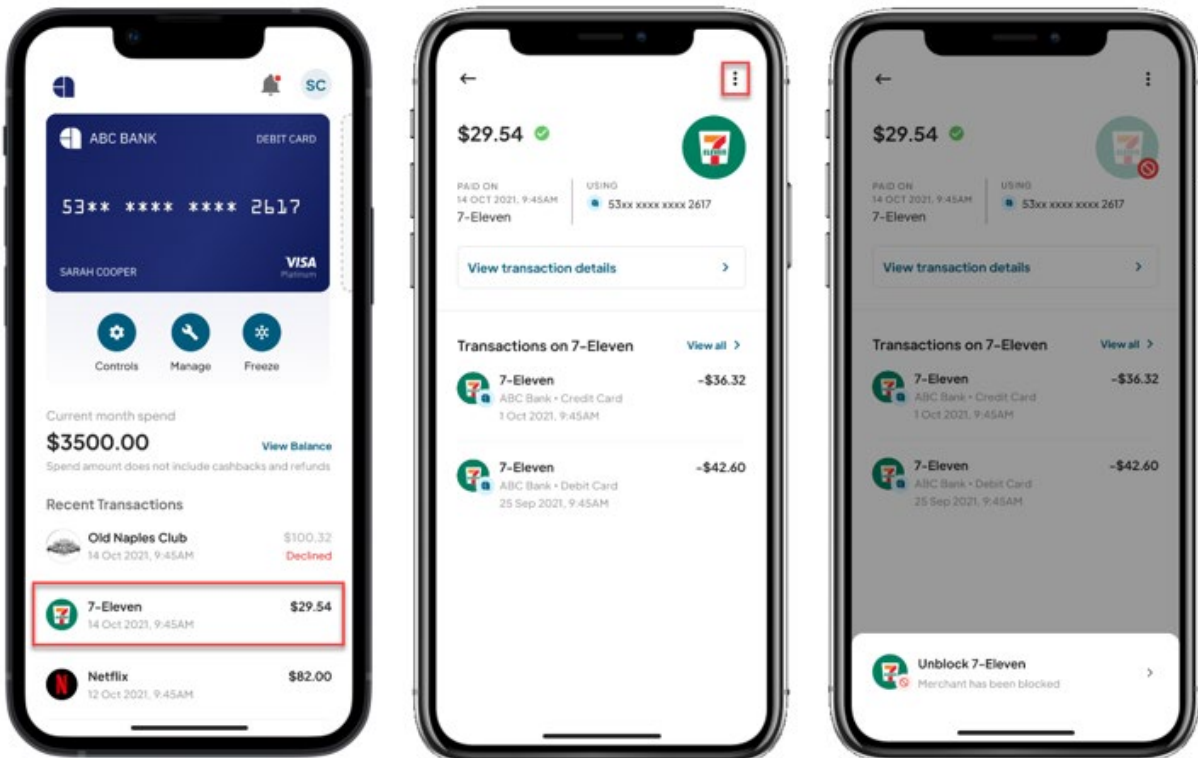 SC
ABC BANK
DEBIT CARD
53** **** **** 2617
SARAH COOPER
VISA
Platinum
Controls
Manage
Freeze
Current month spend
$3500.00
View Balance
Spend amount does not include cashbacks and refunds
Recent Transactions
Old Naples Club
$100.32
14 Oct 2021, 9:45AM
Declined
7-Eleven
$29.54
14 Oct 2021, 9:45AM
Netflix
$82.00
12 Oct 2021, 9.45AM
$29.54
7
ELEVEN
PAID ON
USING
14 OCT 2021, 9:45AM
53xx xxxx xxxx 2617
7-Eleven
View transaction details
Transactions on 7-Eleven
View all
7-Eleven
-$36.32
ABC Bank • Credit Card
1 Oct 2021, 9:45AM
7-Eleven
-$42.60
ABC Bank • Debit Card
25 Sep 2021, 9:45AM
$29.54
7
ELEVEN
PAID ON
USING
14 OCT 2021, 9:45AM
53xx xxxx xxxx 2617
7-Eleven
View transaction details
Transactions on 7-Eleven
View all
7-Eleven
-$36.32
ABC Bank • Credit Card
1 Oct 2021, 9:45AM
7-Eleven
-$42.60
ABC Bank • Debit Card
25 Sep 2021, 9:45AM
Unblock 7-Eleven
Merchant has been blocked